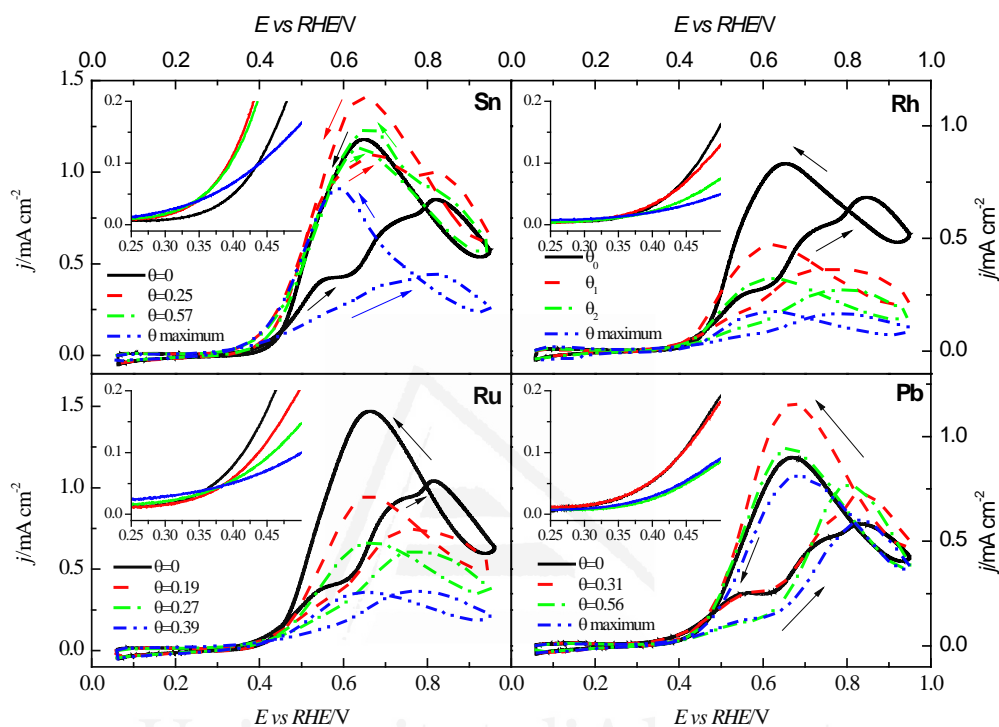 E vs RHE/V
E vs RHE/V
0.0 0.2 0.4 0.6 0.8 0.0 0.2 0.4 0.6 0.8 1.0
Sn
1.5
1.0
0.5
0.0
j/mA cm-2
0.2
0.1
0.0
0.25 0.30 0.35 0.40 0.45
θ=0
θ=0.25
θ=0.57
θ maximum
Rh
0.2
0.1
0.0
0.25 0.30 0.35 0.40 0.45
θ0
θ1
θ2
θ maximum
1.0
0.5
0.0
j/mA cm-2
Ru
1.5
1.0
0.5
0.0
j/mA cm-2
0.2
0.1
0.0
0.25 0.30 0.35 0.40 0.45
θ=0
θ=0.19
θ=0.27
θ=0.39
Pb
0.2
0.1
0.0
0.25 0.30 0.35 0.40 0.45
θ=0
θ=0.31
θ=0.56
θ maximum
1.0
0.5
0.0
j/mA cm-2
0.0 0.2 0.4 0.6 0.8 0.0 0.2 0.4 0.6 0.8 1.0
E vs RHE/V
E vs RHE/V